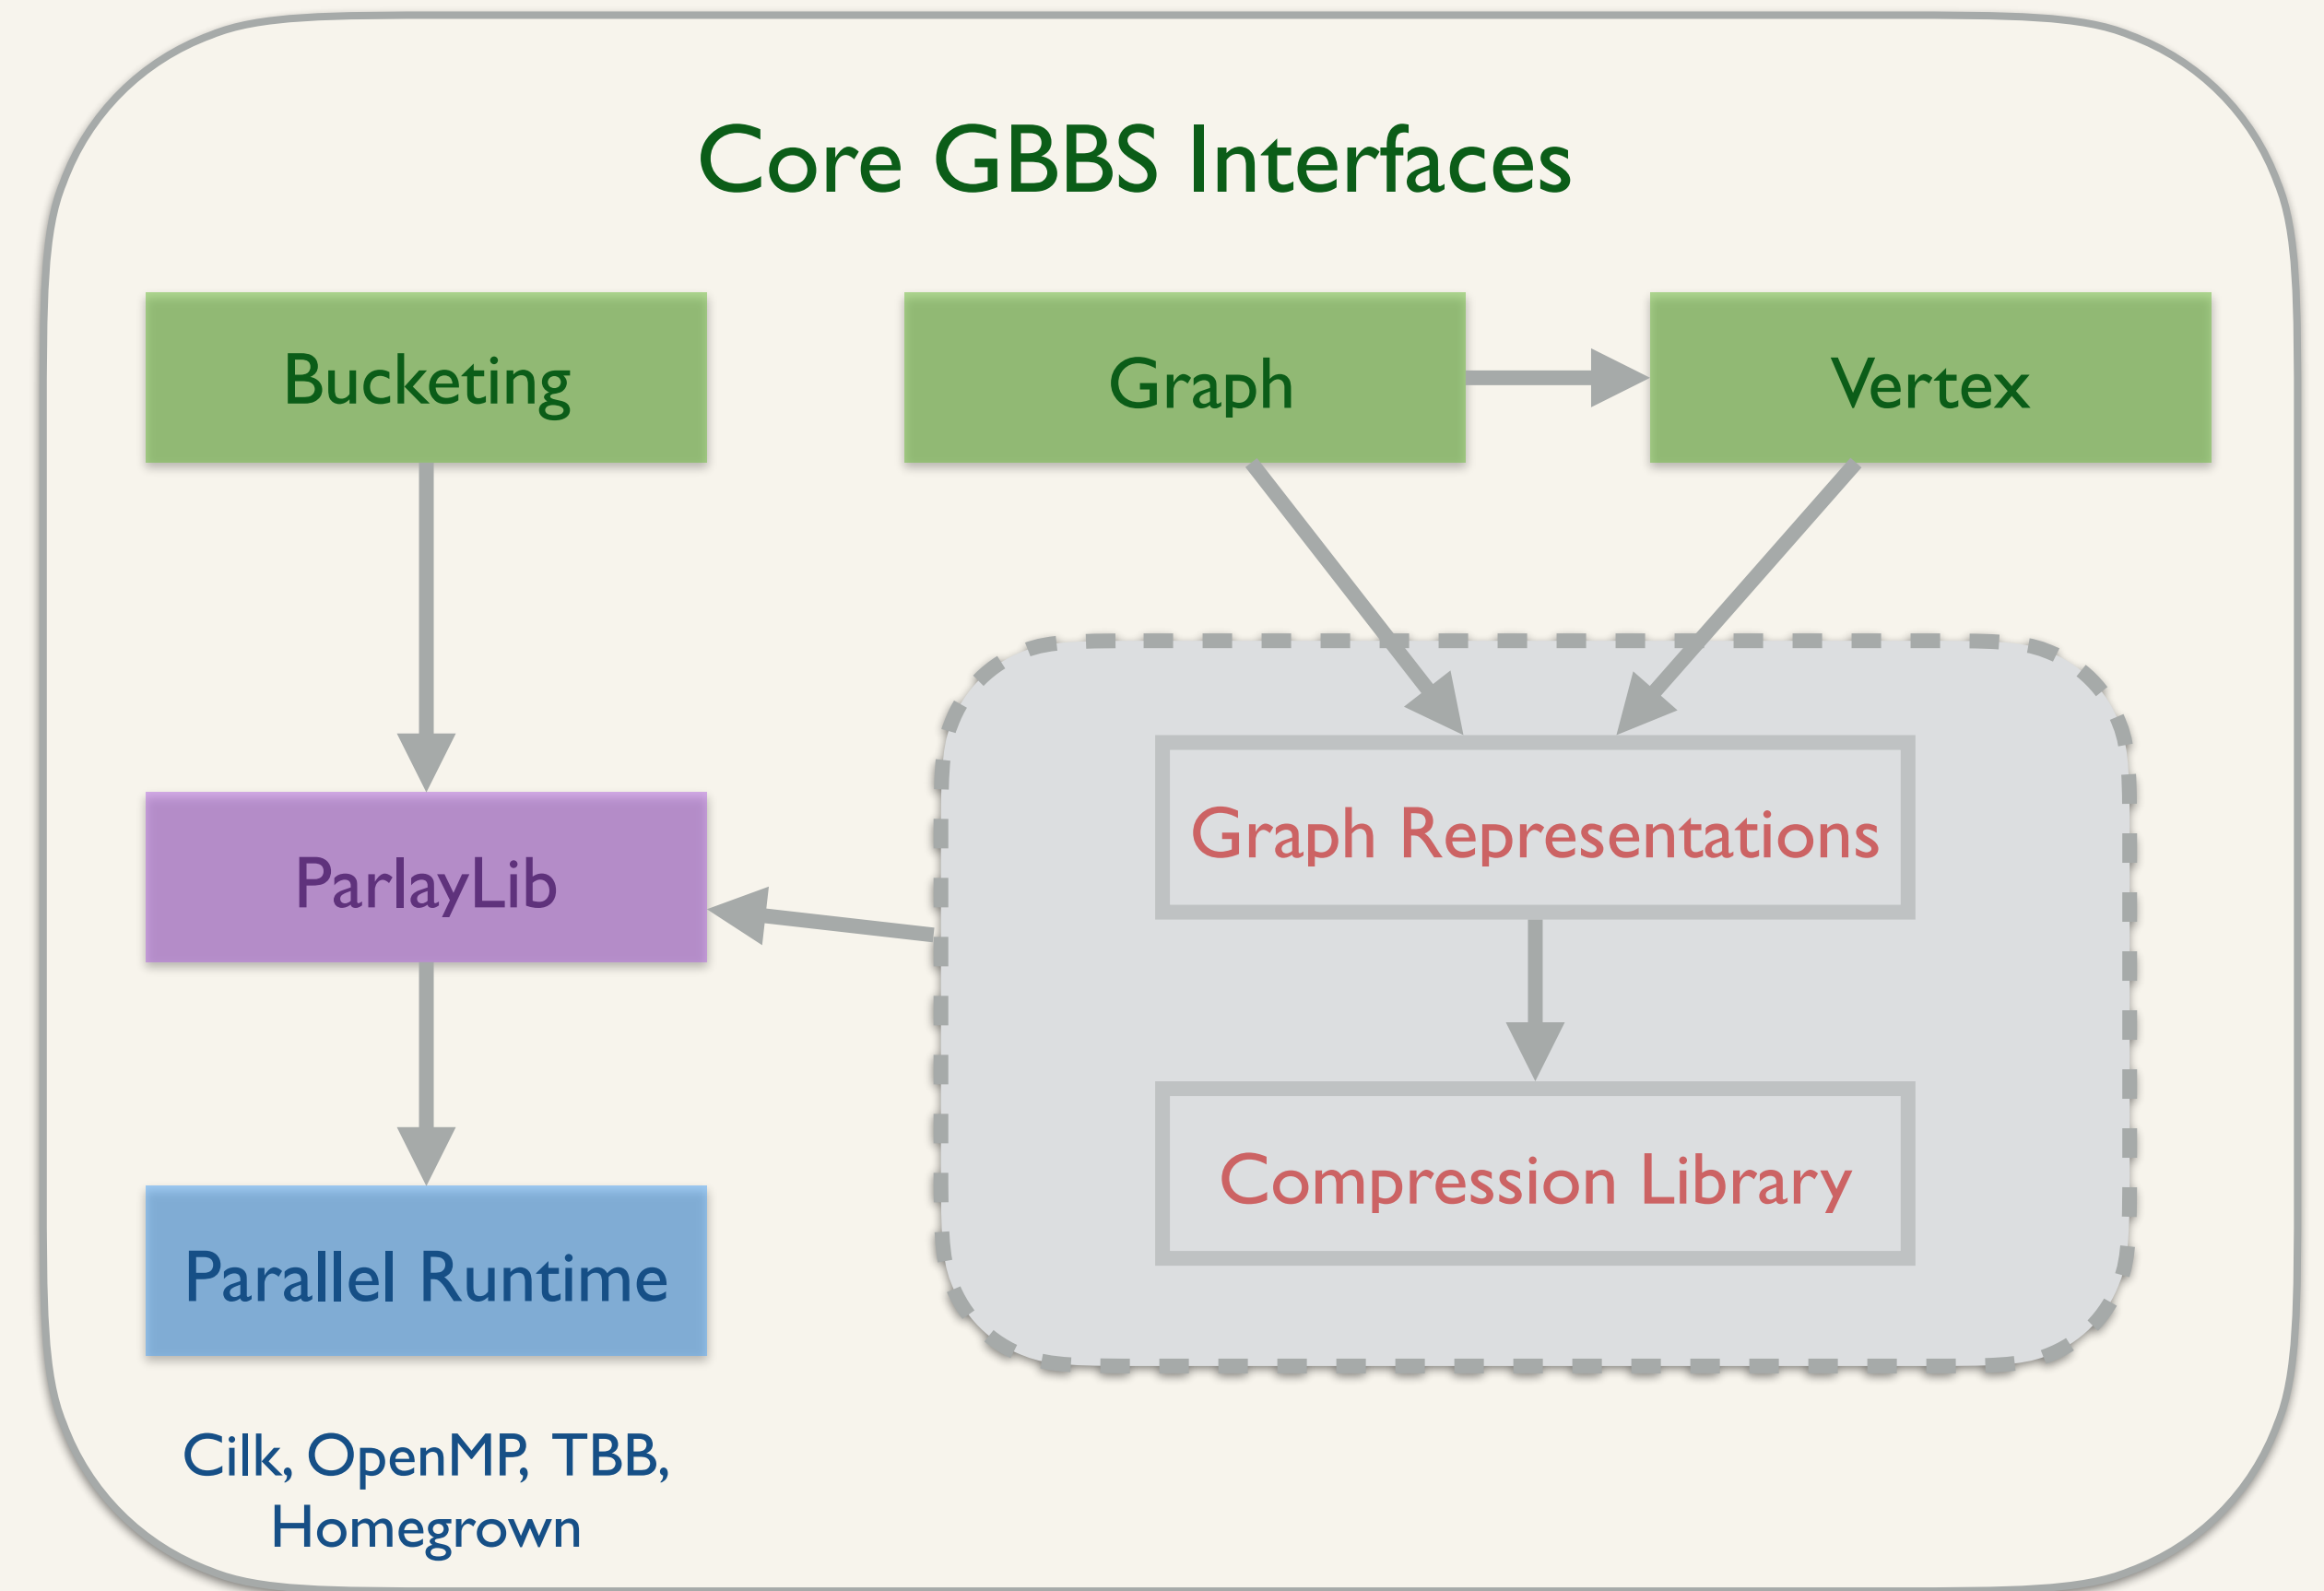 Core GBBS Interfaces
Bucketing
Graph
Vertex
ParlayLib
Graph Representations
Compression Library
Parallel Runtime
Cilk, OpenMP, TBB,
Homegrown